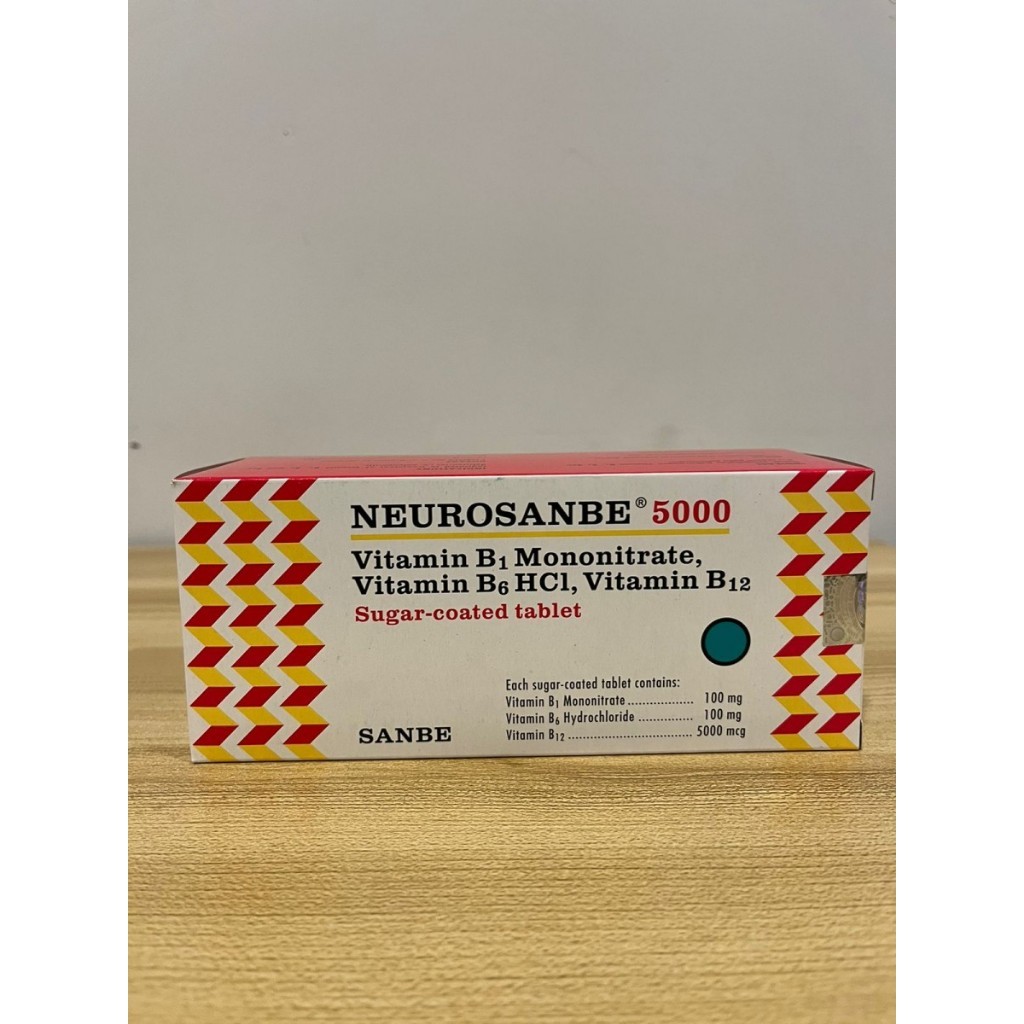 NEUROSANBE® 5000
Vitamin B₁ Mononitrate,
Vitamin B₆ HCl, Vitamin B₁₂
Sugar-coated tablet
Each sugar-coated tablet contains:
Vitamin B₁ Mononitrate .................. 100 mg
Vitamin B₆ Hydrochloride ............... 100 mg
Vitamin B₁₂ .................................. 5000 mcg
SANBE